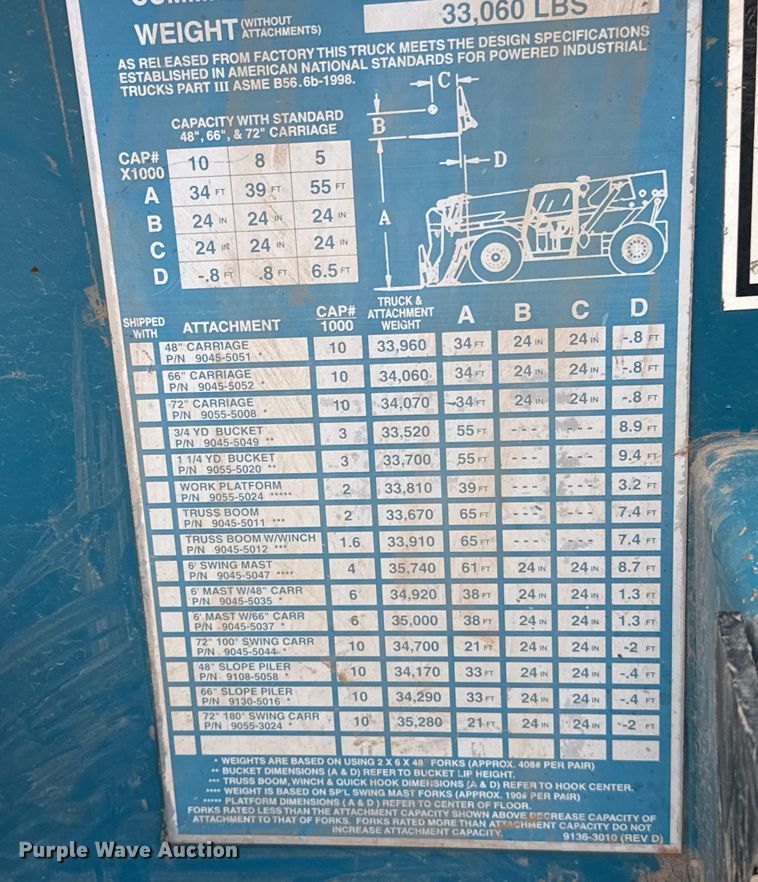 WEIGHT (WITHOUT ATTACHMENTS) 33,060 LBS
AS RELEASED FROM FACTORY THIS TRUCK MEETS THE DESIGN SPECIFICATIONS
ESTABLISHED IN AMERICAN NATIONAL STANDARDS FOR POWERED INDUSTRIAL
TRUCKS PART III ASME B56.6b-1998.
CAPACITY WITH STANDARD
48", 66", & 72" CARRIAGE
CAP# X1000 10 8 5
A 34 FT 39 FT 55 FT
B 24 IN 24 IN 24 IN
C 24 IN 24 IN 24 IN
D -.8 FT .8 FT 6.5 FT
C
B
D
A
SHIPPED WITH ATTACHMENT CAP# 1000 TRUCK & ATTACHMENT WEIGHT A B C D
48" CARRIAGE P/N 9045-5051 * 10 33,960 34 FT 24 IN 24 IN -.8 FT
66" CARRIAGE P/N 9045-5052 * 10 34,060 34 FT 24 IN 24 IN -.8 FT
72" CARRIAGE P/N 9055-5008 * 10 34,070 34 FT 24 IN 24 IN -.8 FT
3/4 YD BUCKET P/N 9045-5049 ** 3 33,520 55 FT --- --- 8.9 FT
1 1/4 YD BUCKET P/N 9055-5020 ** 3 33,700 55 FT --- --- 9.4 FT
WORK PLATFORM P/N 9055-5024 ***** 2 33,810 39 FT --- --- 3.2 FT
TRUSS BOOM P/N 9045-5011 *** 2 33,670 65 FT --- --- 7.4 FT
TRUSS BOOM W/WINCH P/N 9045-5012 *** 1.6 33,910 65 FT --- --- 7.4 FT
6' SWING MAST P/N 9045-5047 **** 4 35,740 61 FT 24 IN 24 IN 8.7 FT
6' MAST W/48" CARR P/N 9045-5035 * 6 34,920 38 FT 24 IN 24 IN 1.3 FT
6' MAST W/66" CARR P/N 9045-5037 * 6 35,000 38 FT 24 IN 24 IN 1.3 FT
72" 100° SWING CARR P/N 9045-5044 * 10 34,700 21 FT 24 IN 24 IN -2 FT
48" SLOPE PILER P/N 9108-5058 * 10 34,170 33 FT 24 IN 24 IN -.4 FT
66" SLOPE PILER P/N 9130-5016 * 10 34,290 33 FT 24 IN 24 IN -.4 FT
72" 180° SWING CARR P/N 9055-3024 * 10 35,280 21 FT 24 IN 24 IN -2 FT
* WEIGHTS ARE BASED ON USING 2 X 6 X 48 FORKS (APPROX. 408# PER PAIR)
** BUCKET DIMENSIONS (A & D) REFER TO BUCKET LIP HEIGHT.
*** TRUSS BOOM, WINCH & QUICK HOOK DIMENSIONS (A & D) REFER TO HOOK CENTER.
**** WEIGHT IS BASED ON SP'L SWING MAST FORKS (APPROX. 190# PER PAIR)
***** PLATFORM DIMENSIONS ( A & D ) REFER TO CENTER OF FLOOR.
FORKS RATED LESS THAN THE ATTACHMENT CAPACITY SHOWN ABOVE DECREASE CAPACITY OF
ATTACHMENT TO THAT OF FORKS. FORKS RATED MORE THAN ATTACHMENT CAPACITY DO NOT
INCREASE ATTACHMENT CAPACITY. 9136-3010 (REV D)
Purple Wave Auction